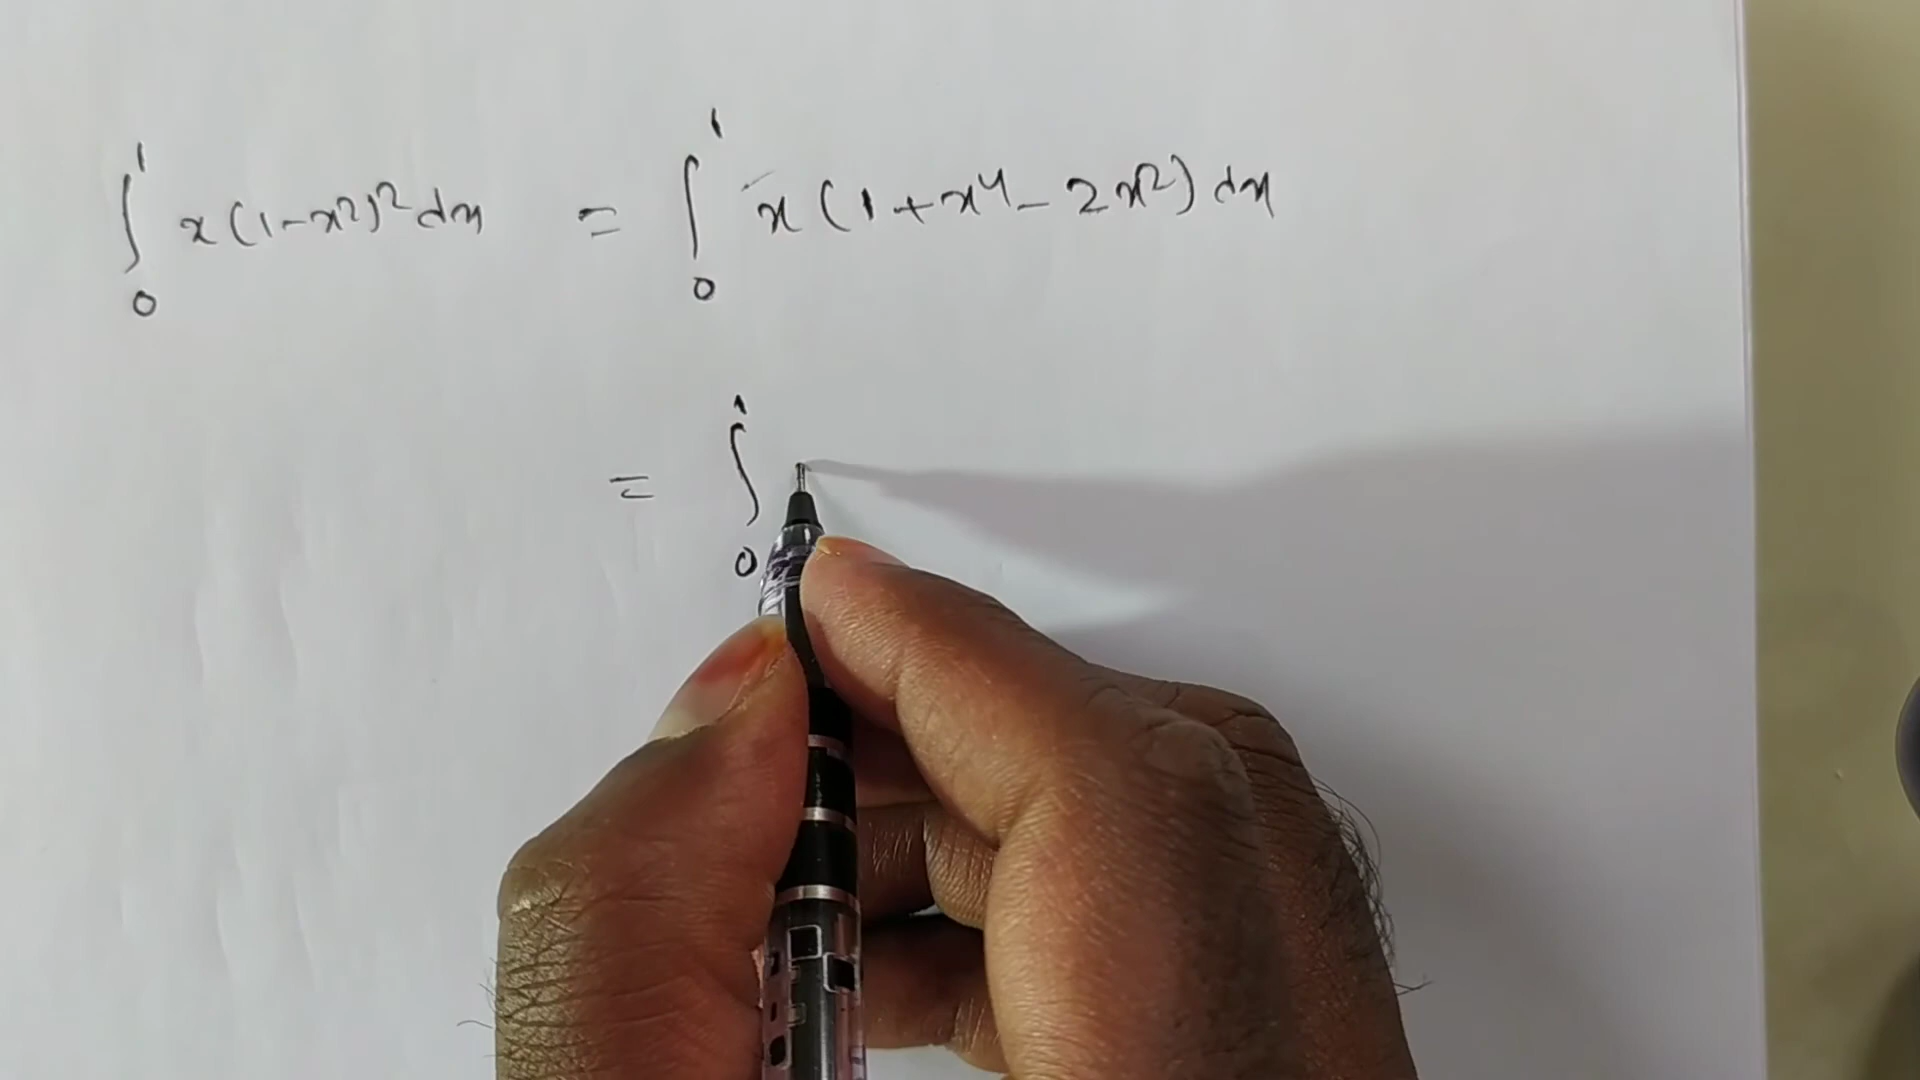 ∫₀¹ x(1-x²)² dx = ∫₀¹ x(1+x⁴-2x²) dx
= ∫₀¹